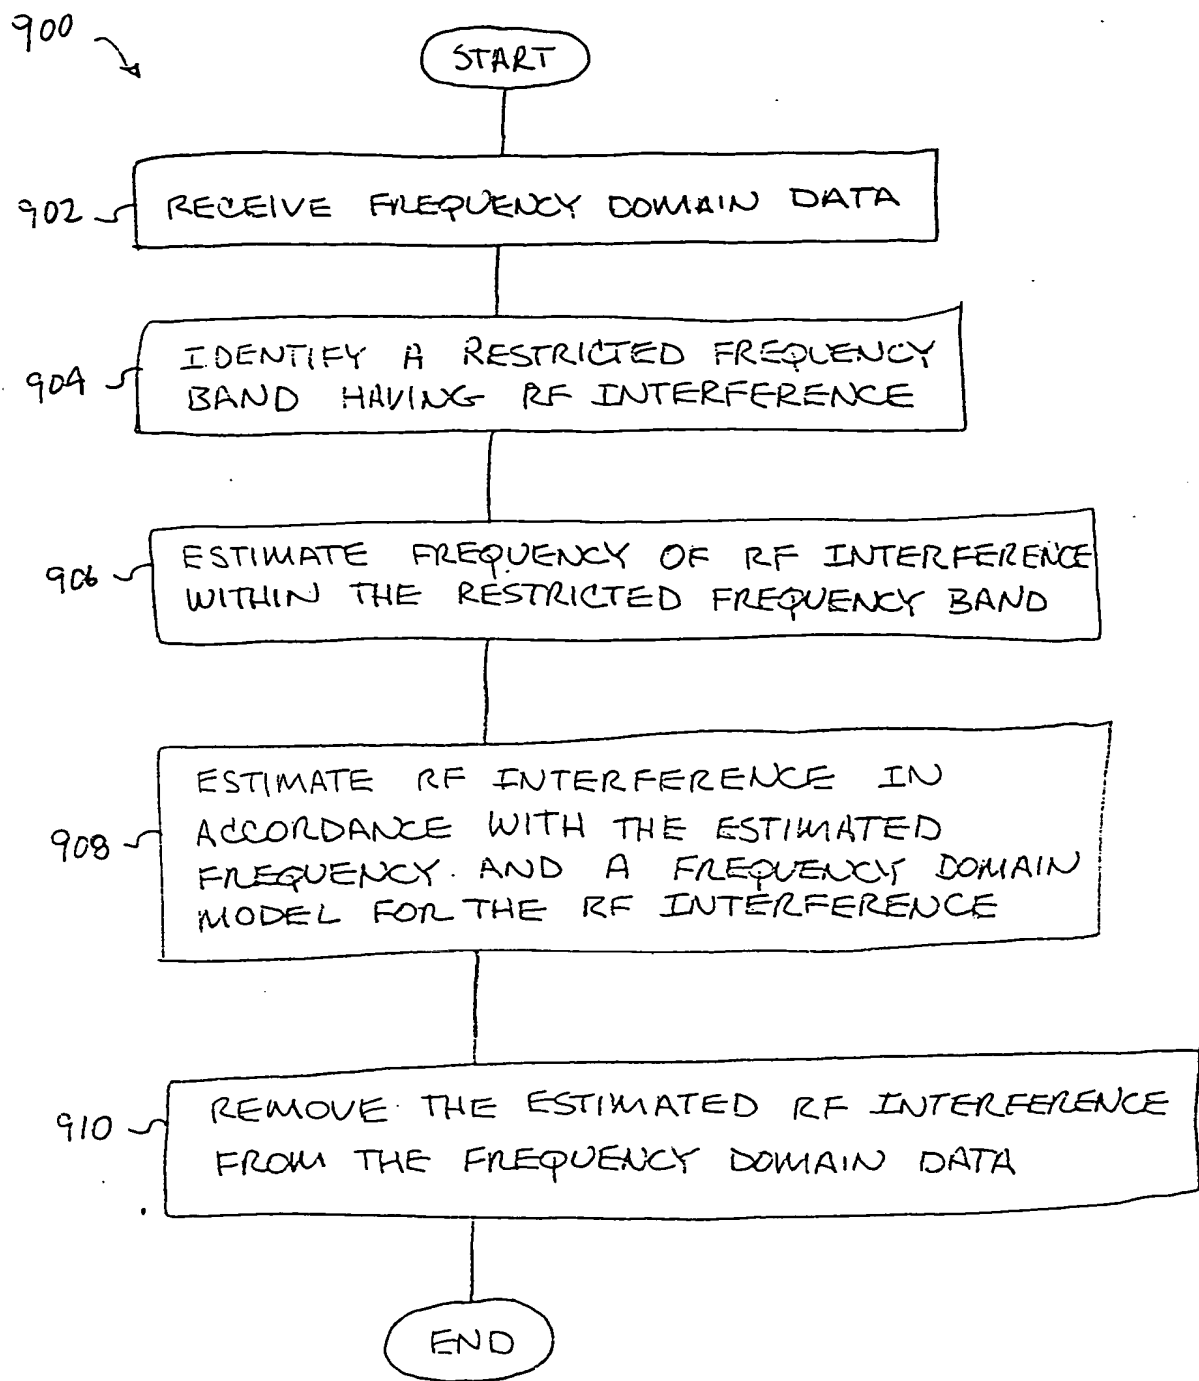 900
START
902
RECEIVE FREQUENCY DOMAIN DATA
904
IDENTIFY A RESTRICTED FREQUENCY
BAND HAVING RF INTERFERENCE
906
ESTIMATE FREQUENCY OF RF INTERFERENCE
WITHIN THE RESTRICTED FREQUENCY BAND
908
ESTIMATE RF INTERFERENCE IN
ACCORDANCE WITH THE ESTIMATED
FREQUENCY AND A FREQUENCY DOMAIN
MODEL FOR THE RF INTERFERENCE
910
REMOVE THE ESTIMATED RF INTERFERENCE
FROM THE FREQUENCY DOMAIN DATA
END